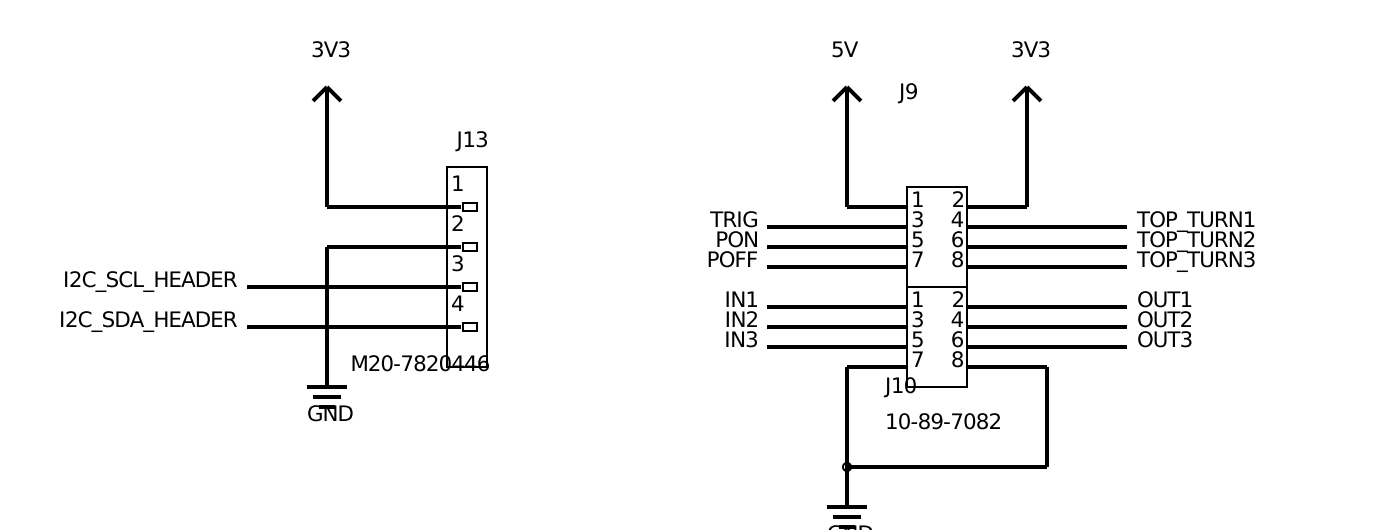 3V3
J13
1
2
3
4
I2C_SCL_HEADER
I2C_SDA_HEADER
M20-7820446
GND
5V
3V3
J9
1 2
TRIG 3 4 TOP_TURN1
PON 5 6 TOP_TURN2
POFF 7 8 TOP_TURN3
IN1 1 2 OUT1
IN2 3 4 OUT2
IN3 5 6 OUT3
7 8
J10
10-89-7082